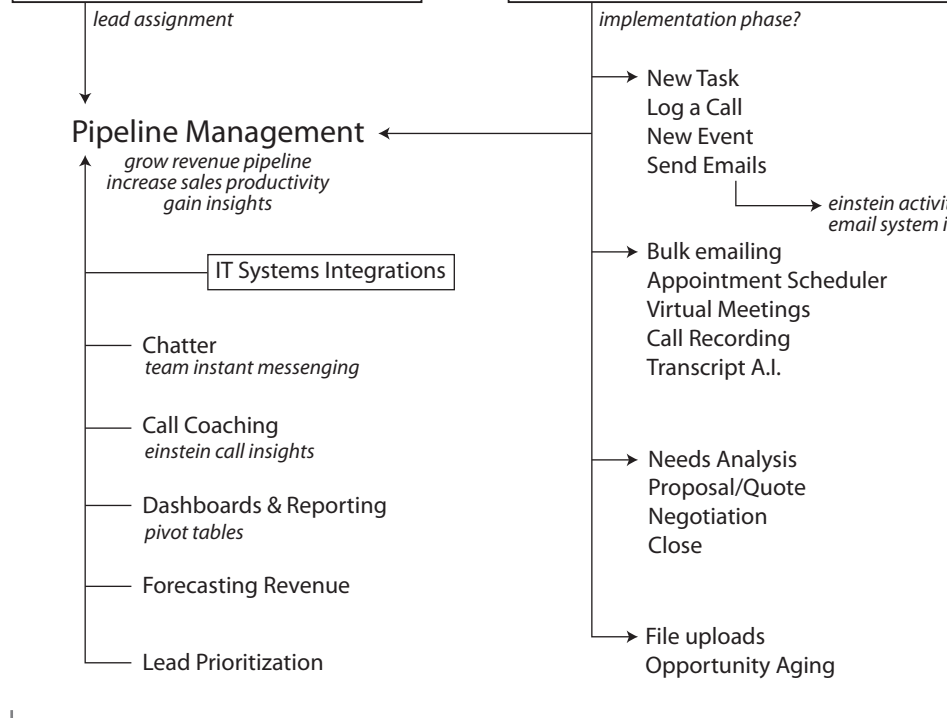 lead assignment
Pipeline Management
grow revenue pipeline
increase sales productivity
gain insights
IT Systems Integrations
Chatter
team instant messenging
Call Coaching
einstein call insights
Dashboards & Reporting
pivot tables
Forecasting Revenue
Lead Prioritization
implementation phase?
New Task
Log a Call
New Event
Send Emails
einstein
email system
Bulk emailing
Appointment Scheduler
Virtual Meetings
Call Recording
Transcript A.I.
Needs Analysis
Proposal/Quote
Negotiation
Close
File uploads
Opportunity Aging